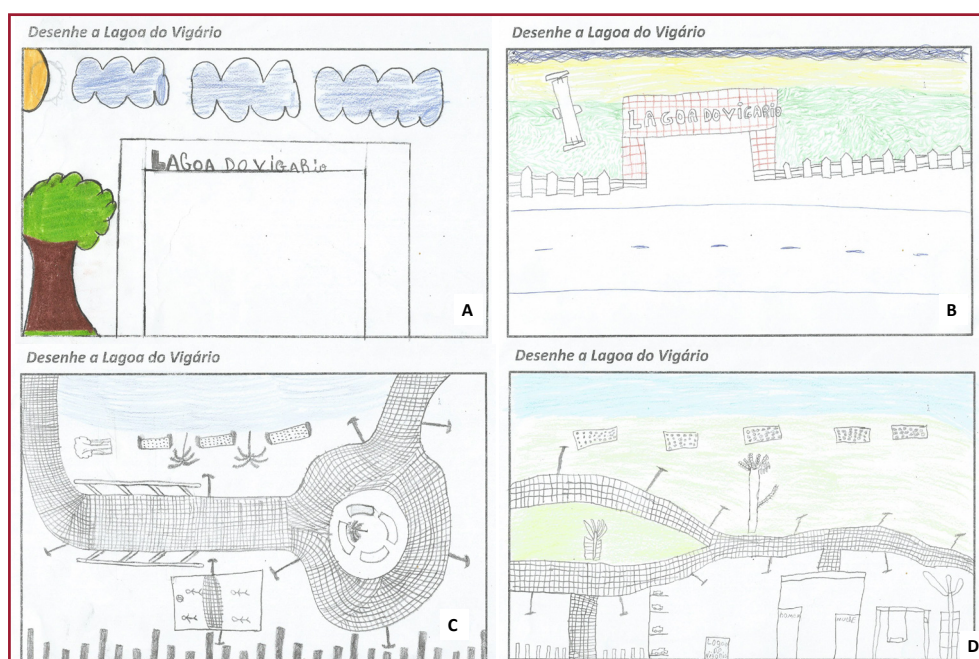 Desenhe a Lagoa do Vigário
LAGOA DO VIGARIO
A
Desenhe a Lagoa do Vigário
LAGOA DO VIGARIO
B
Desenhe a Lagoa do Vigário
C
Desenhe a Lagoa do Vigário
D